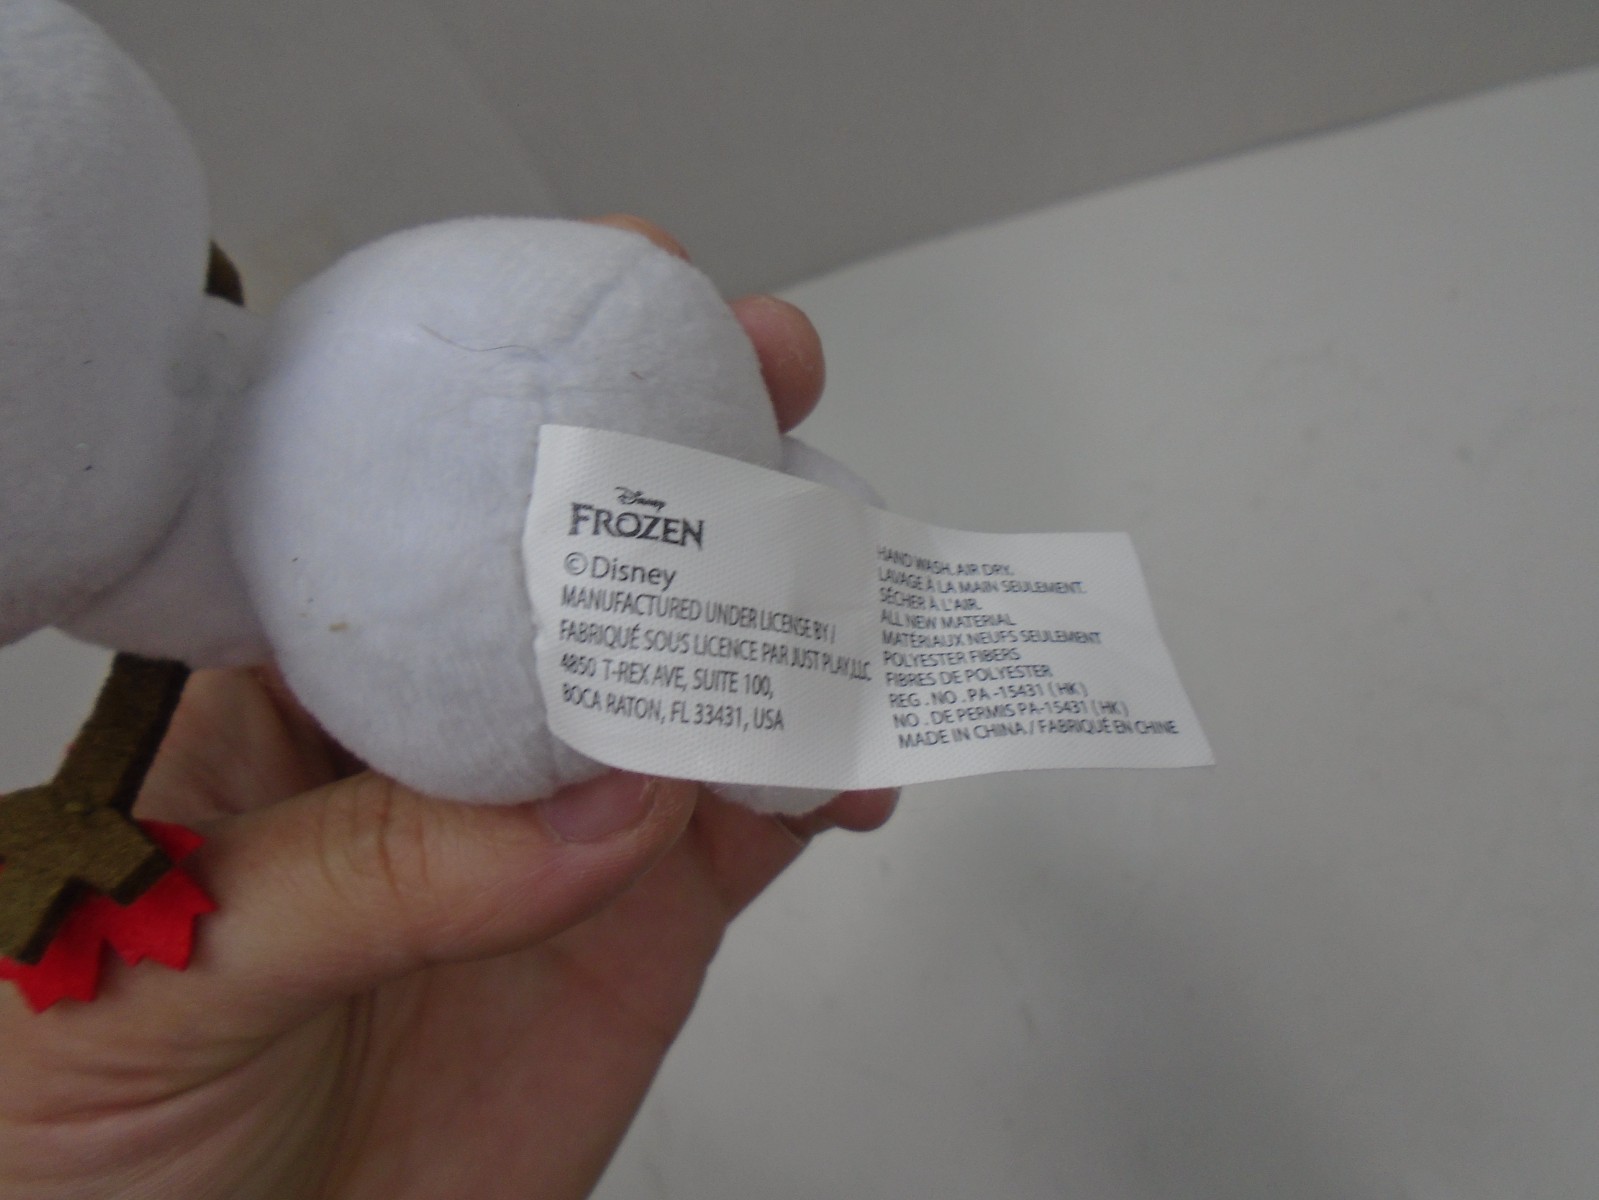 Disney
FROZEN
©Disney
MANUFACTURED UNDER LICENSE BY /
FABRIQUÉ SOUS LICENCE PAR JUST PLAY, LLC
4850 T-REX AVE, SUITE 100,
BOCA RATON, FL 33431, USA
HAND WASH. AIR DRY.
LAVAGE À LA MAIN SEULEMENT.
SÉCHER À L'AIR.
ALL NEW MATERIAL
MATÉRIAUX NEUFS SEULEMENT
POLYESTER FIBERS
FIBRES DE POLYESTER
REG . NO . PA -15431 ( HK )
NO . DE PERMIS PA-15431 ( HK )
MADE IN CHINA / FABRIQUÉ EN CHINE